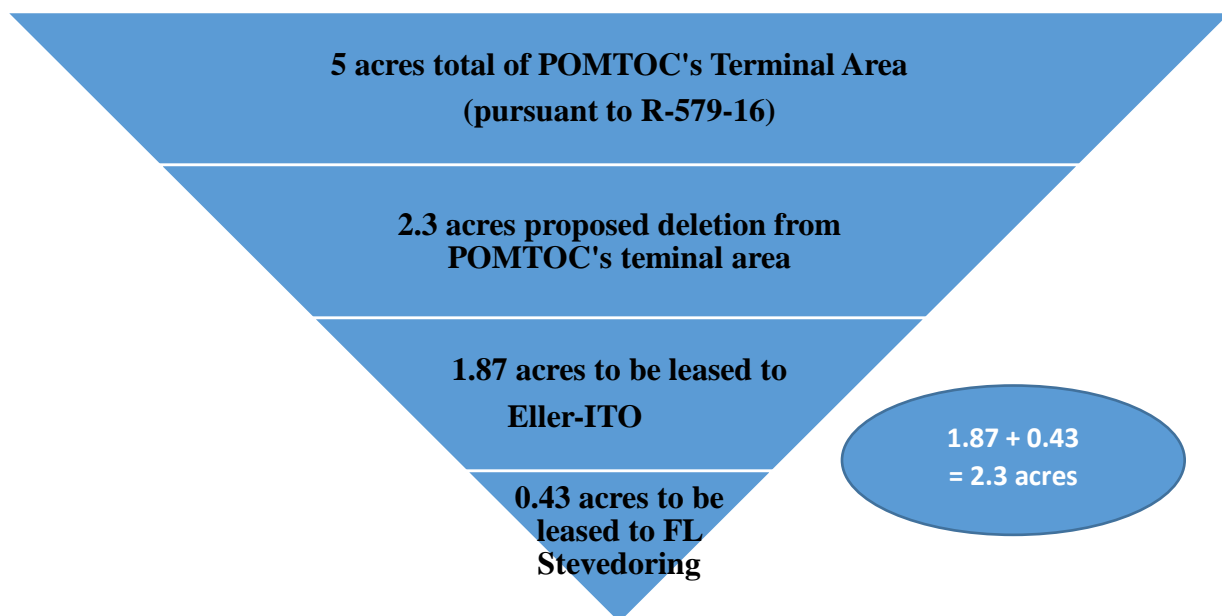 5 acres total of POMTOC's Terminal Area
(pursuant to R-579-16)
2.3 acres proposed deletion from
POMTOC's teminal area
1.87 acres to be leased to
Eller-ITO
0.43 acres to be
leased to FL
Stevedoring
1.87 + 0.43
= 2.3 acres